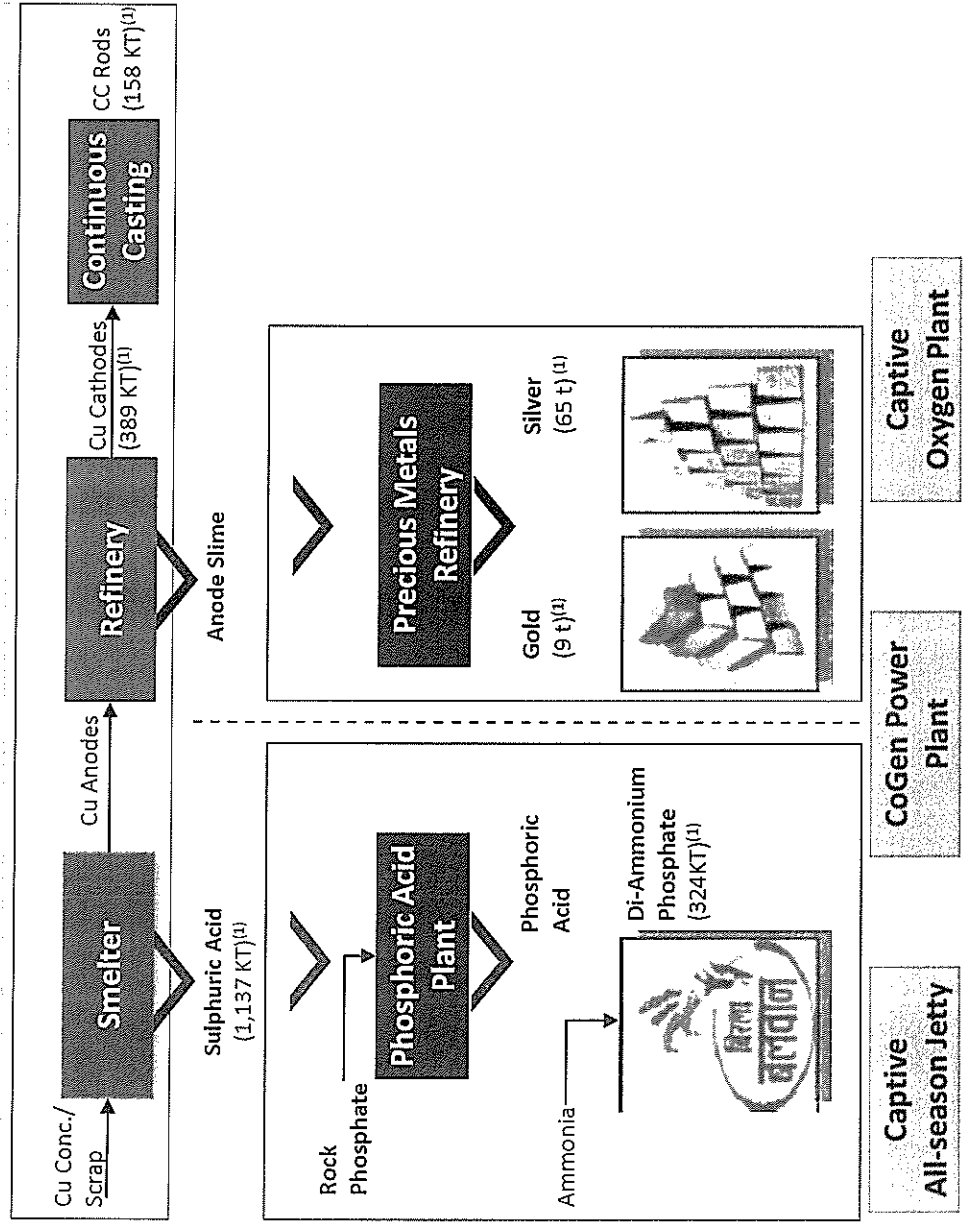 Cu Conc./
Scrap
Smelter
Cu Anodes
Refinery
Cu Cathodes
(389 KT)(1)
Continuous
Casting
CC Rods
(158 KT)(1)
Sulphuric Acid
(1,137 KT)(1)
Anode Slime
Rock
Phosphate
Phosphoric Acid
Plant
Phosphoric
Acid
Ammonia
Di-Ammonium
Phosphate
(324KT)(1)
Precious Metals
Refinery
Gold
(9 t)(1)
Silver
(65 t)(1)
Captive
All-season Jetty
CoGen Power
Plant
Captive
Oxygen Plant